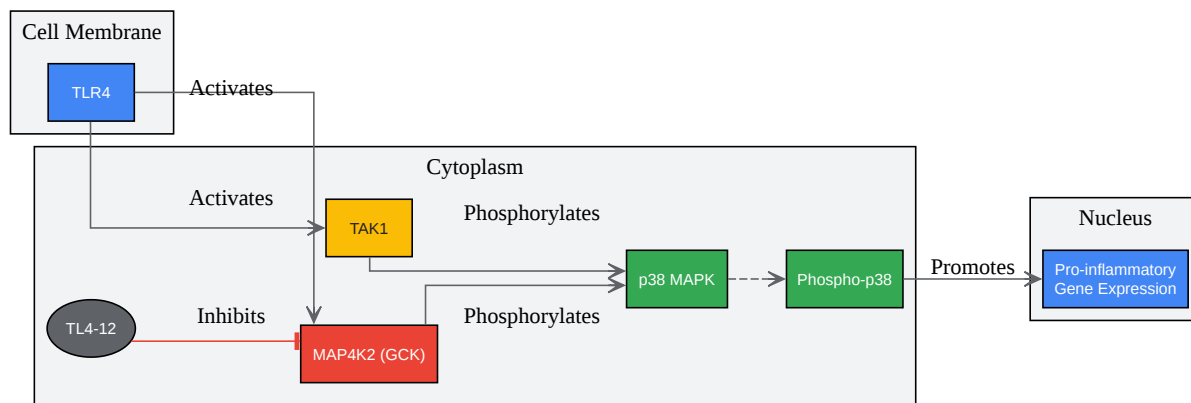 Cell Membrane
TLR4
Activates
Cytoplasm
Activates
TAK1
Phosphorylates
Nucleus
p38 MAPK
Phospho-p38
Promotes
Pro-inflammatory
Gene Expression
TL4-12
Inhibits
MAP4K2 (GCK)
Phosphorylates